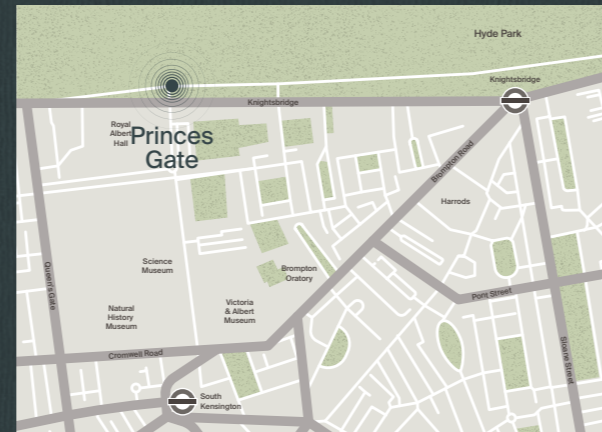 Hyde Park
Knightsbridge
Knightsbridge
Royal
Albert
Hall
Princes
Gate
Brompton Road
Harrods
Science
Museum
Brompton
Oratory
Queen's Gate
Natural
History
Museum
Victoria
& Albert
Museum
Pont Street
Cromwell Road
Sloane Street
South
Kensington